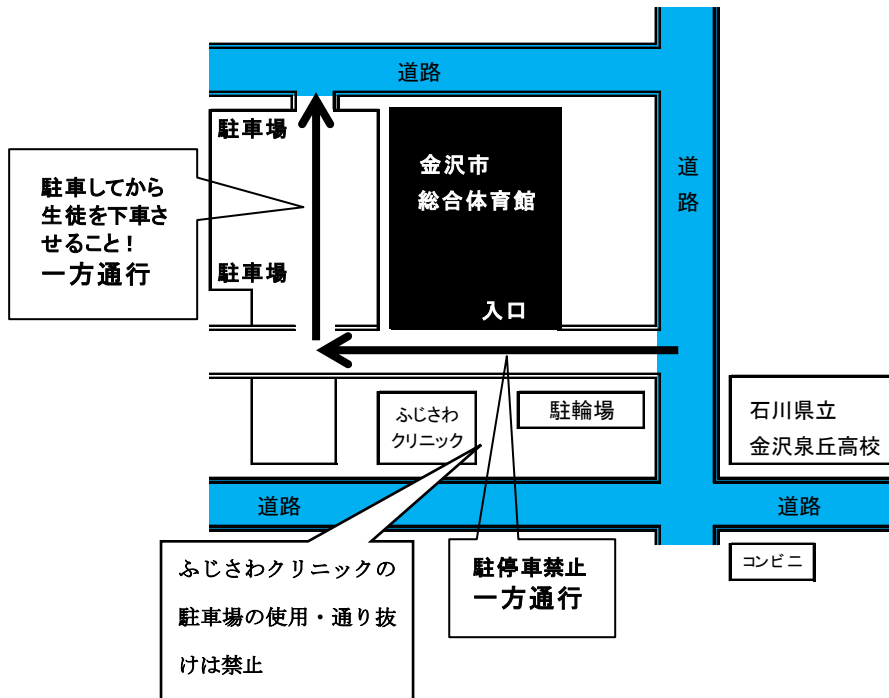 道路
駐車場
金沢市
総合体育館
道
路
駐車してから
生徒を下車さ
せること！
一方通行
駐車場
入口
ふじさわ
クリニック
駐輪場
石川県立
金沢泉丘高校
道路
道路
ふじさわクリニックの
駐車場の使用・通り抜
けは禁止
駐停車禁止
一方通行
コンビニ